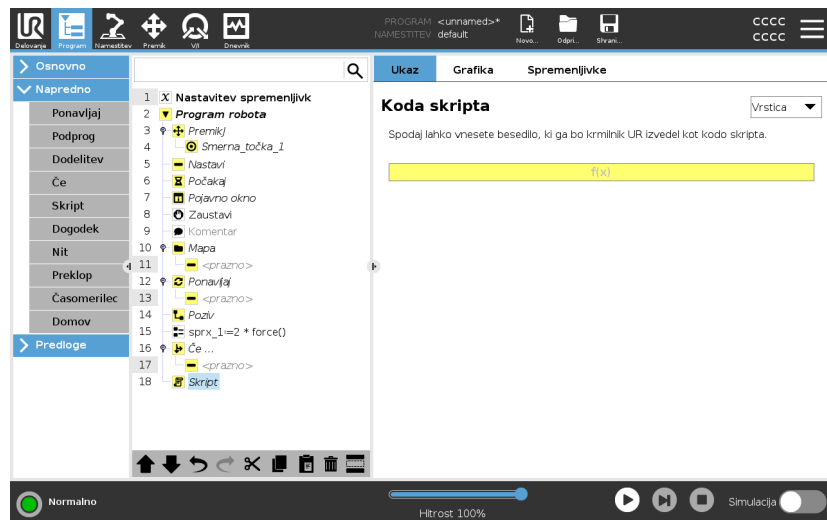 UR
Delovanje Program Namestitev Premik V/I Dnevnik
PROGRAM <unnamed>*
NAMESTITEV default
Novo... Odpri... Shrani...
cccc
cccc
Osnovno
Napredno
Ponavljaj
Podprog
Dodelitev
Če
Skript
Dogodek
Nit
Preklop
Časomerilec
Domov
Predloge
1 X Nastavitev spremenljivk
2 Program robota
3 PremikJ
4 Smerna_točka_1
5 Nastavi
6 Počakaj
7 Pojavno okno
8 Zaustavi
9 Komentar
10 Mapa
11 <prazno>
12 Ponavljaj
13 <prazno>
14 Poziv
15 sprx_1:=2 * force()
16 Če ...
17 <prazno>
18 Skript
Ukaz Grafika Spremenljivke
Koda skripta
Vrstica
Spodaj lahko vnesete besedilo, ki ga bo krmilnik UR izvedel kot kodo skripta.
f(x)
Normalno
Hitrost 100%
Simulacija